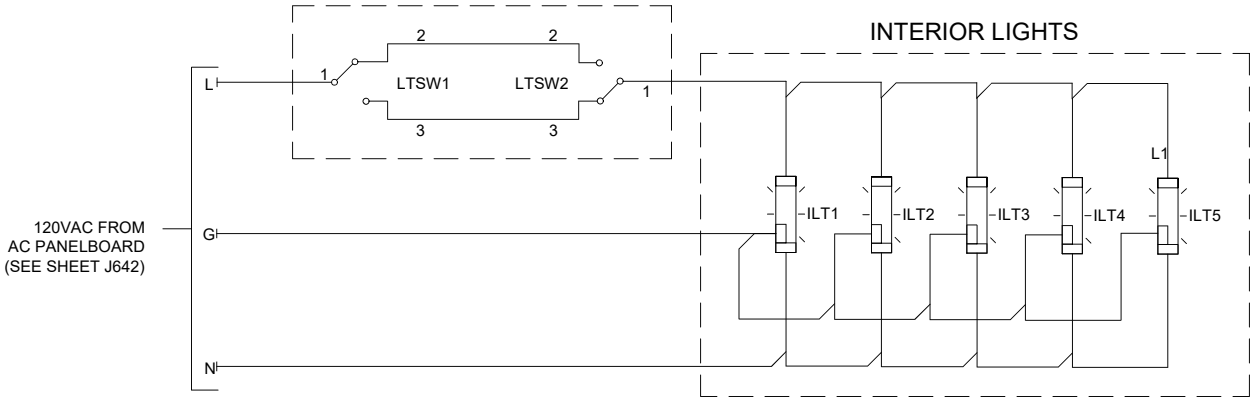 INTERIOR LIGHTS
2
2
1
LTSW1
LTSW2
1
L
3
3
L1
ILT1
ILT2
ILT3
ILT4
ILT5
120VAC FROM
AC PANELBOARD
(SEE SHEET J642)
G
N